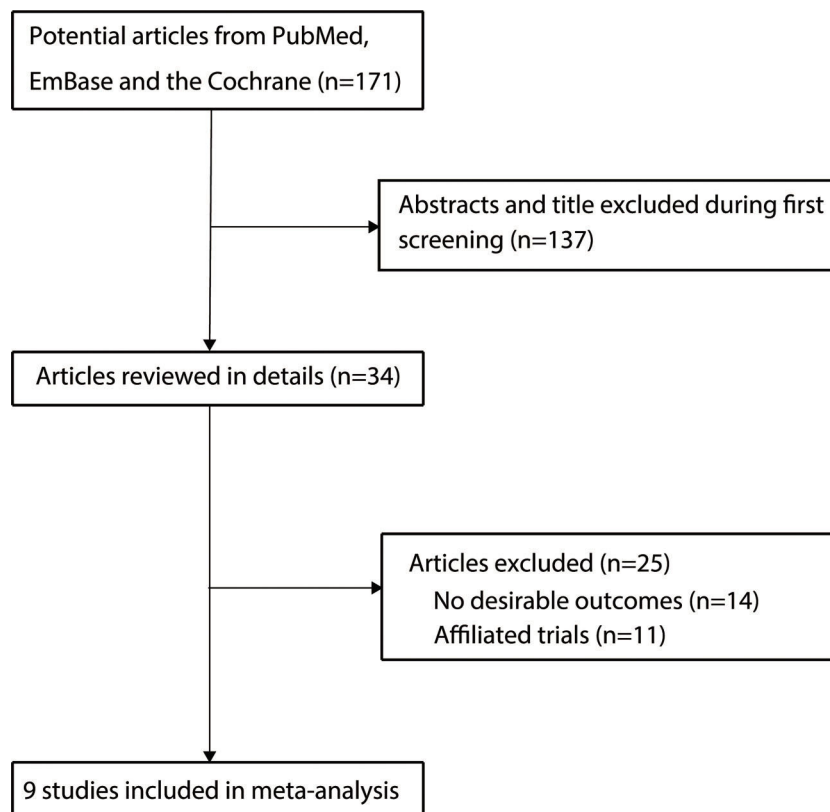 Potential articles from PubMed,
EmBase and the Cochrane (n=171)
Abstracts and title excluded during first
screening (n=137)
Articles reviewed in details (n=34)
Articles excluded (n=25)
No desirable outcomes (n=14)
Affiliated trials (n=11)
9 studies included in meta-analysis